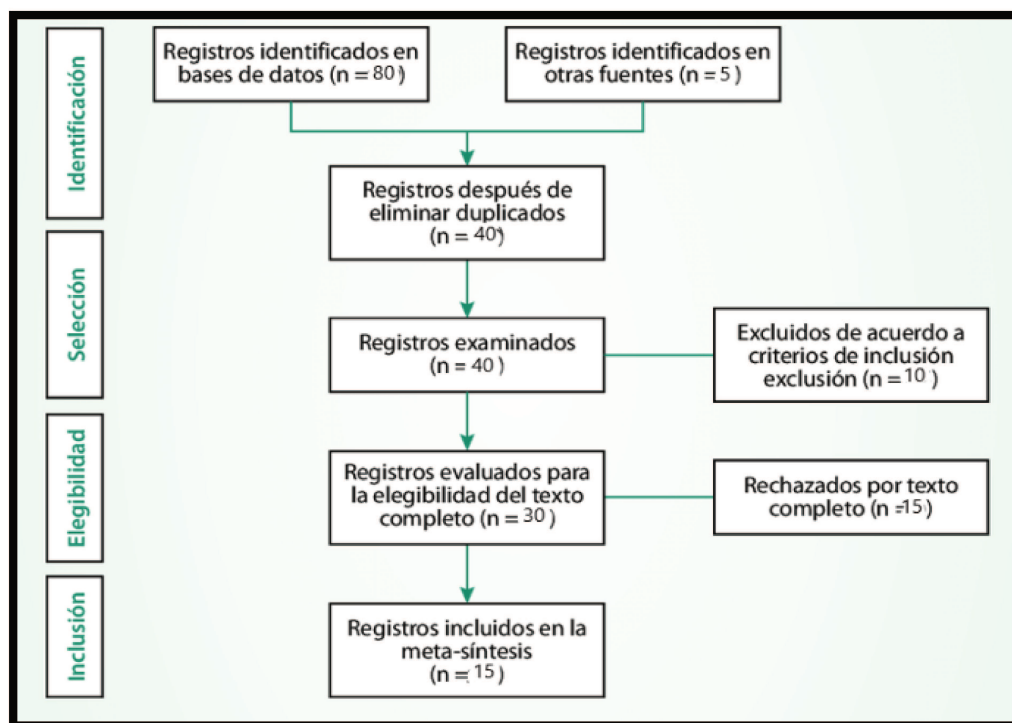 Identificación
Registros identificados en
bases de datos (n = 80)
Registros identificados en
otras fuentes (n = 5)
Registros después de
eliminar duplicados
(n = 40)
Selección
Registros examinados
(n = 40)
Excluidos de acuerdo a
criterios de inclusión
exclusión (n = 10 )
Elegibilidad
Registros evaluados para
la elegibilidad del texto
completo (n = 30 )
Rechazados por texto
completo (n =15)
Inclusión
Registros incluidos en la
meta-síntesis
(n = 15 )